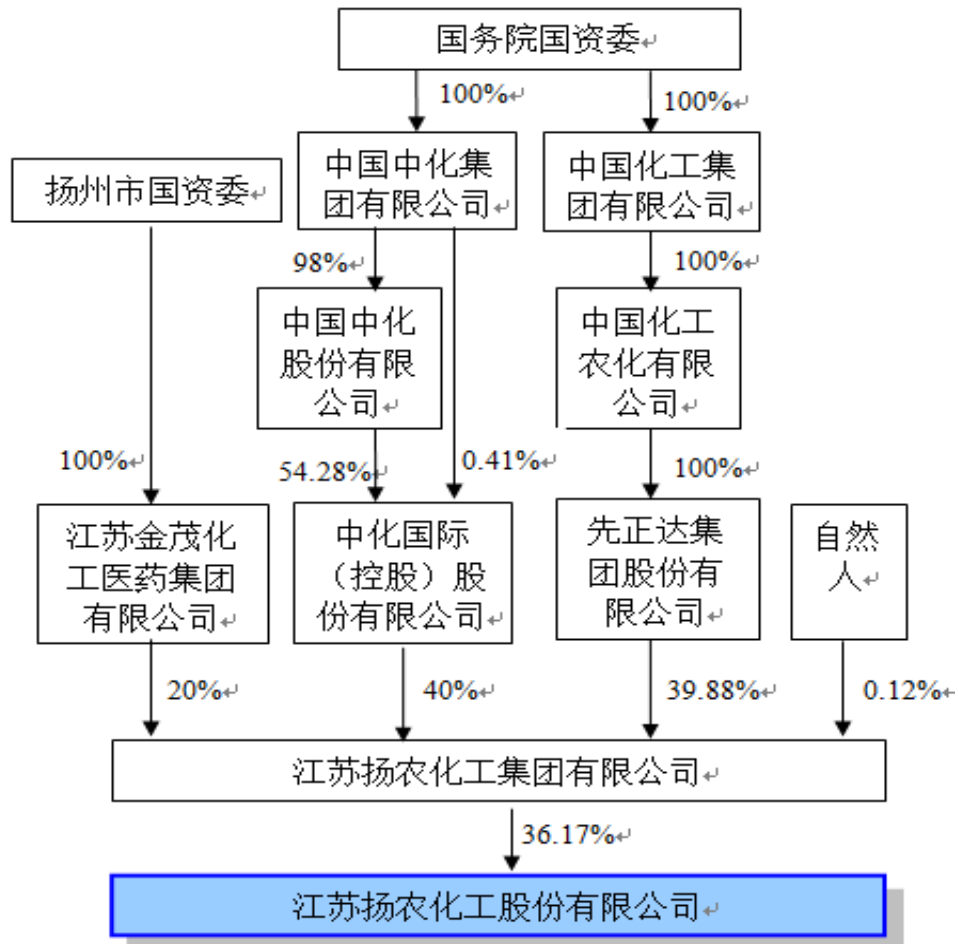 国务院国资委↵
100%↵
100%↵
扬州市国资委↵
中国中化集
团有限公司↵
中国化工集
团有限公司↵
98%↵
100%↵
中国中化
股份有限
公司↵
中国化工
农化有限
公司↵
100%↵
54.28%↵
0.41%↵
100%↵
江苏金茂化
工医药集团
有限公司↵
中化国际
（控股）股
份有限公司↵
先正达集
团股份有
限公司↵
自然
人↵
20%↵
40%↵
39.88%↵
0.12%↵
江苏扬农化工集团有限公司↵
36.17%↵
江苏扬农化工股份有限公司↵